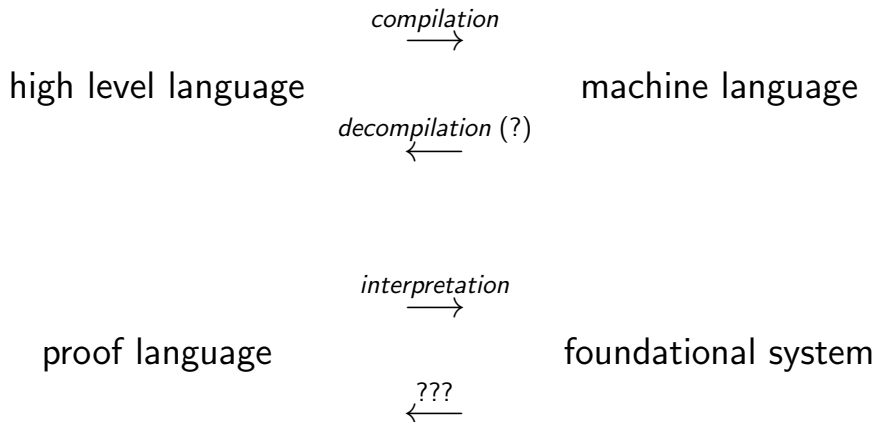 compilation
high level language machine language
decompilation (?)
interpretation
proof language foundational system
???